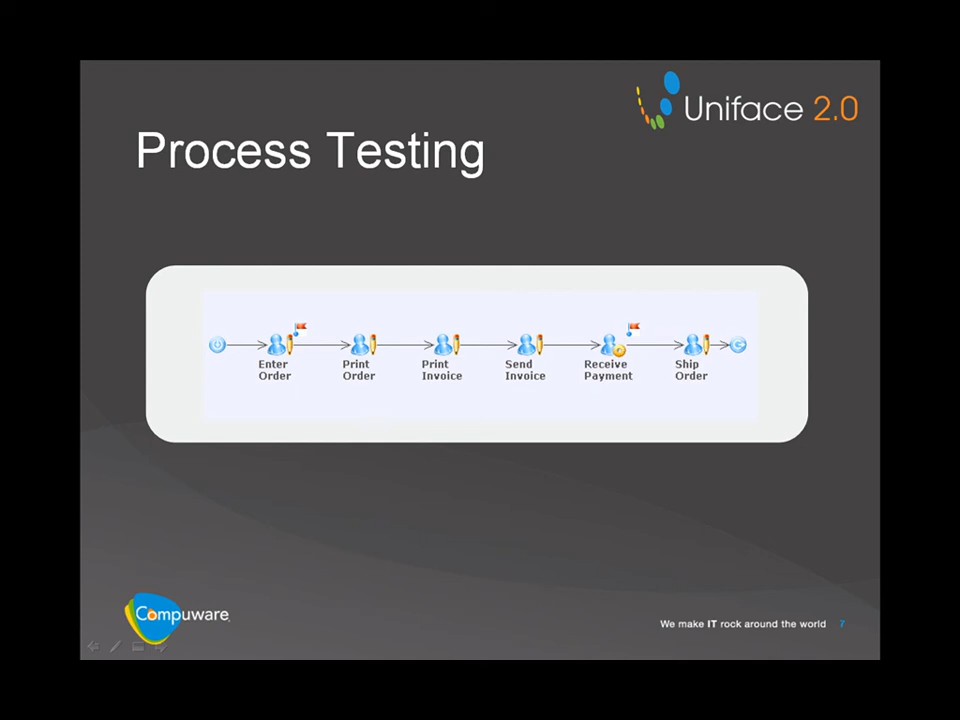 Uniface 2.0
Process Testing
Enter Order
Print Order
Print Invoice
Send Invoice
Receive Payment
Ship Order
Compuware
We make IT rock around the world 7